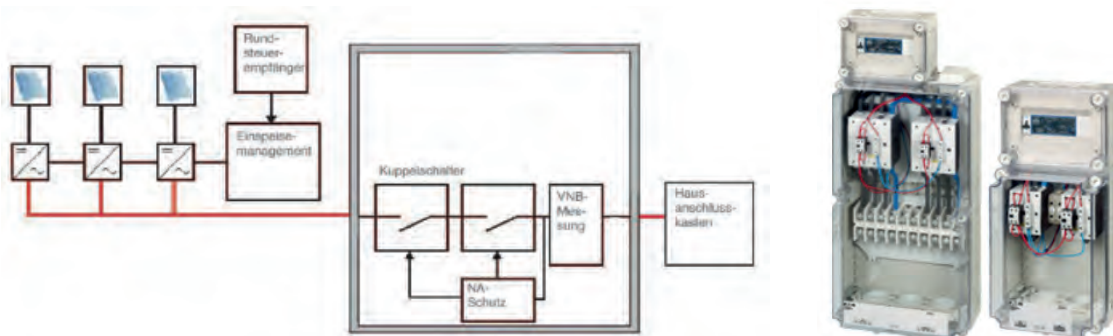 Rund-
steuer-
empfänger
Einspeise-
management
Kuppelschalter
VNB-
Mes-
sung
NA-
Schutz
Haus-
anschluss-
kasten